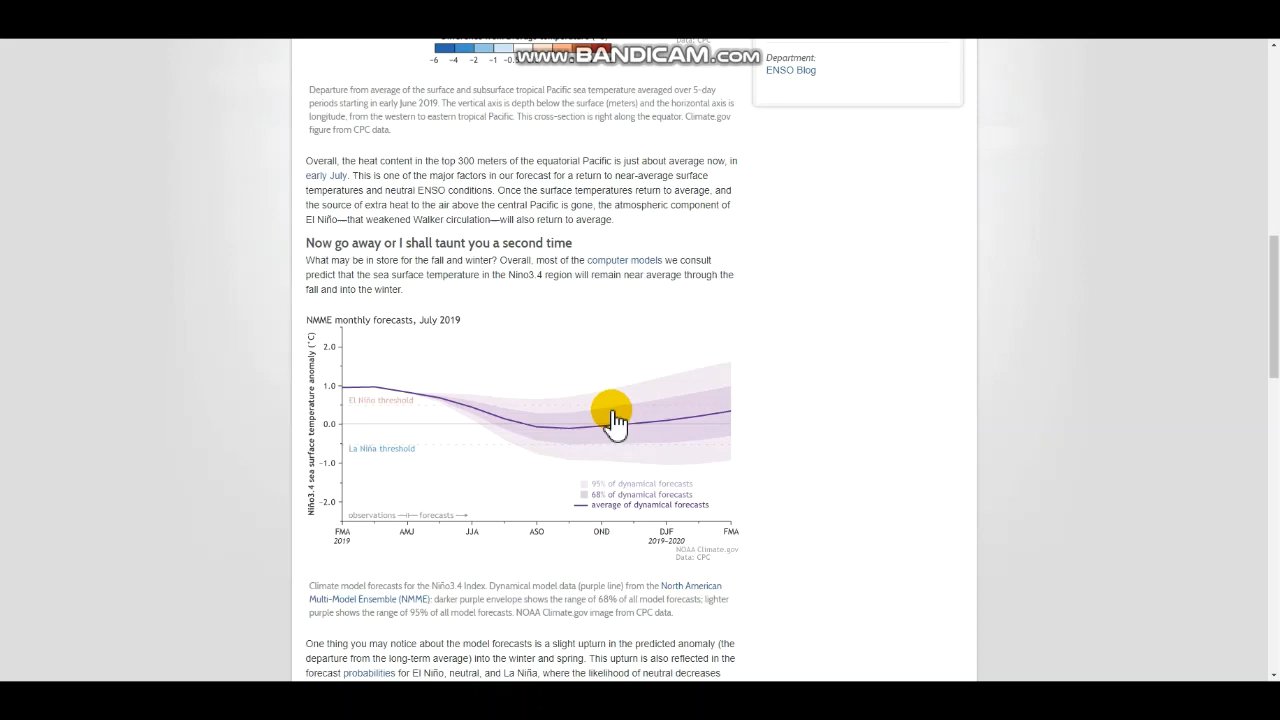 Data: CPC
www.BANDICAM.com
-6 -4 -2 -1
Department:
ENSO Blog
Departure from average of the surface and subsurface tropical Pacific sea temperature averaged over 5-day
periods starting in early June 2019. The vertical axis is depth below the surface (meters) and the horizontal axis is
longitude, from the western to eastern tropical Pacific. This cross-section is right along the equator. Climate.gov
figure from CPC data.
Overall, the heat content in the top 300 meters of the equatorial Pacific is just about average now, in
early July. This is one of the major factors in our forecast for a return to near-average surface
temperatures and neutral ENSO conditions. Once the surface temperatures return to average, and
the source of extra heat to the air above the central Pacific is gone, the atmospheric component of
El Niño—that weakened Walker circulation—will also return to average.
Now go away or I shall taunt you a second time
What may be in store for the fall and winter? Overall, most of the computer models we consult
predict that the sea surface temperature in the Nino3.4 region will remain near average through the
fall and into the winter.
NMME monthly forecasts, July 2019
Niño3.4 sea surface temperature anomaly (°C)
2.0
1.0
El Niño threshold
0.0
La Niña threshold
-1.0
95% of dynamical forecasts
68% of dynamical forecasts
-2.0
average of dynamical forecasts
observations forecasts
FMA AMJ JJA ASO OND DJF FMA
2019 2019-2020
NOAA Climate.gov
Data: CPC
Climate model forecasts for the Niño3.4 Index. Dynamical model data (purple line) from the North American
Multi-Model Ensemble (NMME): darker purple envelope shows the range of 68% of all model forecasts; lighter
purple shows the range of 95% of all model forecasts. NOAA Climate.gov image from CPC data.
One thing you may notice about the model forecasts is a slight upturn in the predicted anomaly (the
departure from the long-term average) into the winter and spring. This upturn is also reflected in the
forecast probabilities for El Niño, neutral, and La Niña, where the likelihood of neutral decreases